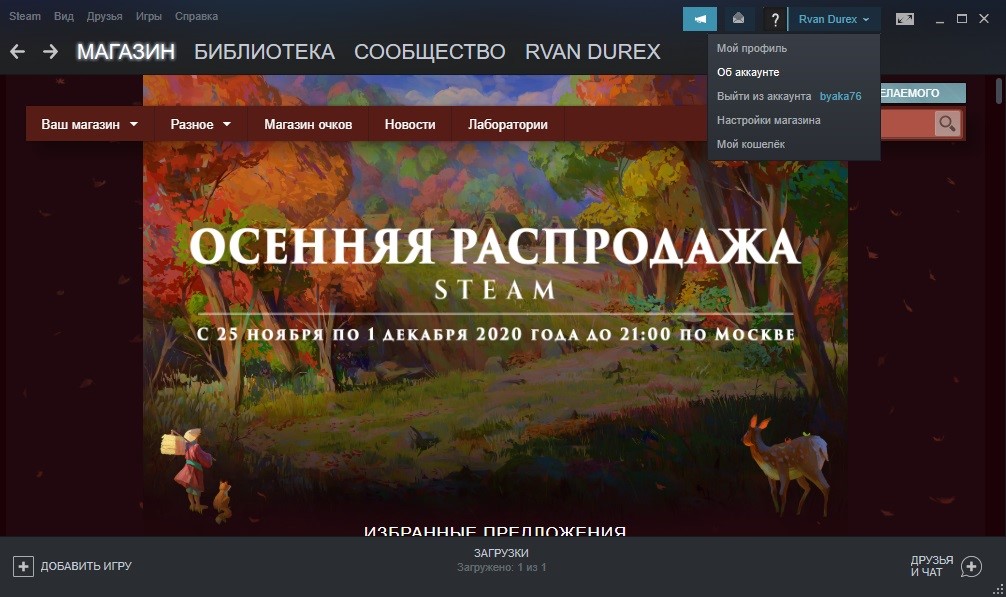 Steam Вид Друзья Игры Справка
? Rvan Durex
МАГАЗИН БИБЛИОТЕКА СООБЩЕСТВО RVAN DUREX
Мой профиль
Об аккаунте
Выйти из аккаунта byaka76
Настройки магазина
Мой кошелёк
ЕЛАЕМОГО
Ваш магазин Разное Магазин очков Новости Лаборатории
ОСЕННЯЯ РАСПРОДАЖА
STEAM
С 25 НОЯБРЯ ПО 1 ДЕКАБРЯ 2020 ГОДА ДО 21:00 ПО МОСКВЕ
ИЗБРАННЫЕ ПРЕДЛОЖЕНИЯ
ДОБАВИТЬ ИГРУ
ЗАГРУЗКИ
Загружено: 1 из 1
ДРУЗЬЯ
И ЧАТ